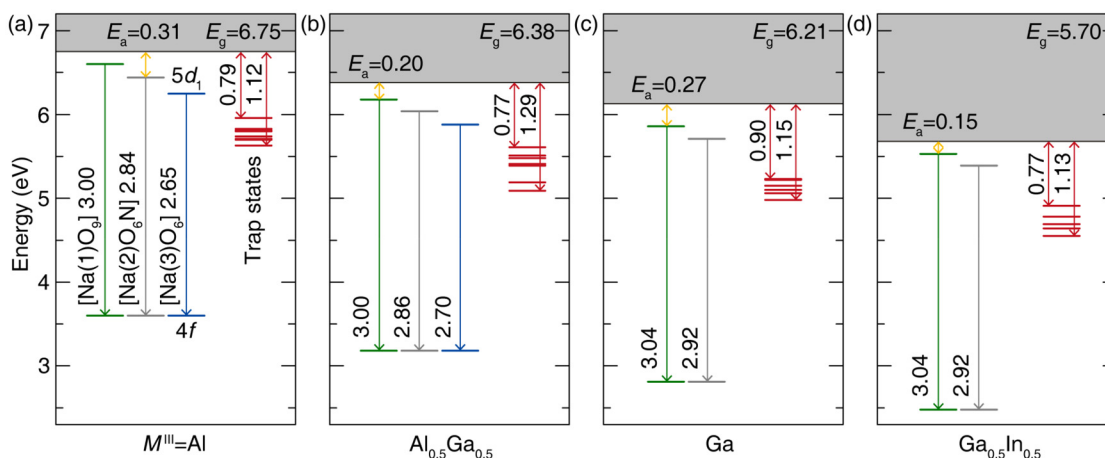 (a)
E_a=0.31
E_g=6.75
5d_1
0.79
1.12
[Na(1)O_9] 3.00
[Na(2)O_6N] 2.84
[Na(3)O_6] 2.65
Trap states
4f
M^III=Al
(b)
E_g=6.38
E_a=0.20
0.77
1.29
3.00
2.86
2.70
Al_0.5Ga_0.5
(c)
E_g=6.21
E_a=0.27
0.90
1.15
3.04
2.92
Ga
(d)
E_g=5.70
E_a=0.15
0.77
1.13
3.04
2.92
Ga_0.5In_0.5
Energy (eV)
7
6
5
4
3